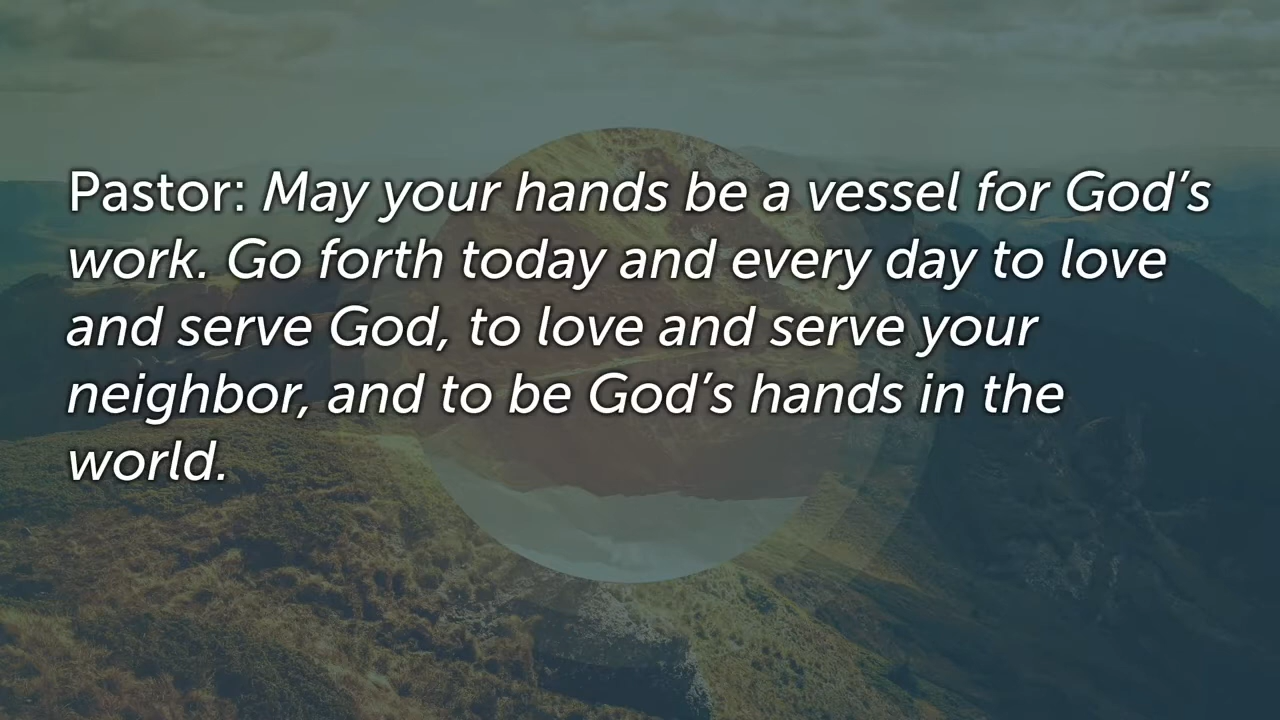 Pastor: May your hands be a vessel for God’s
work. Go forth today and every day to love
and serve God, to love and serve your
neighbor, and to be God’s hands in the
world.